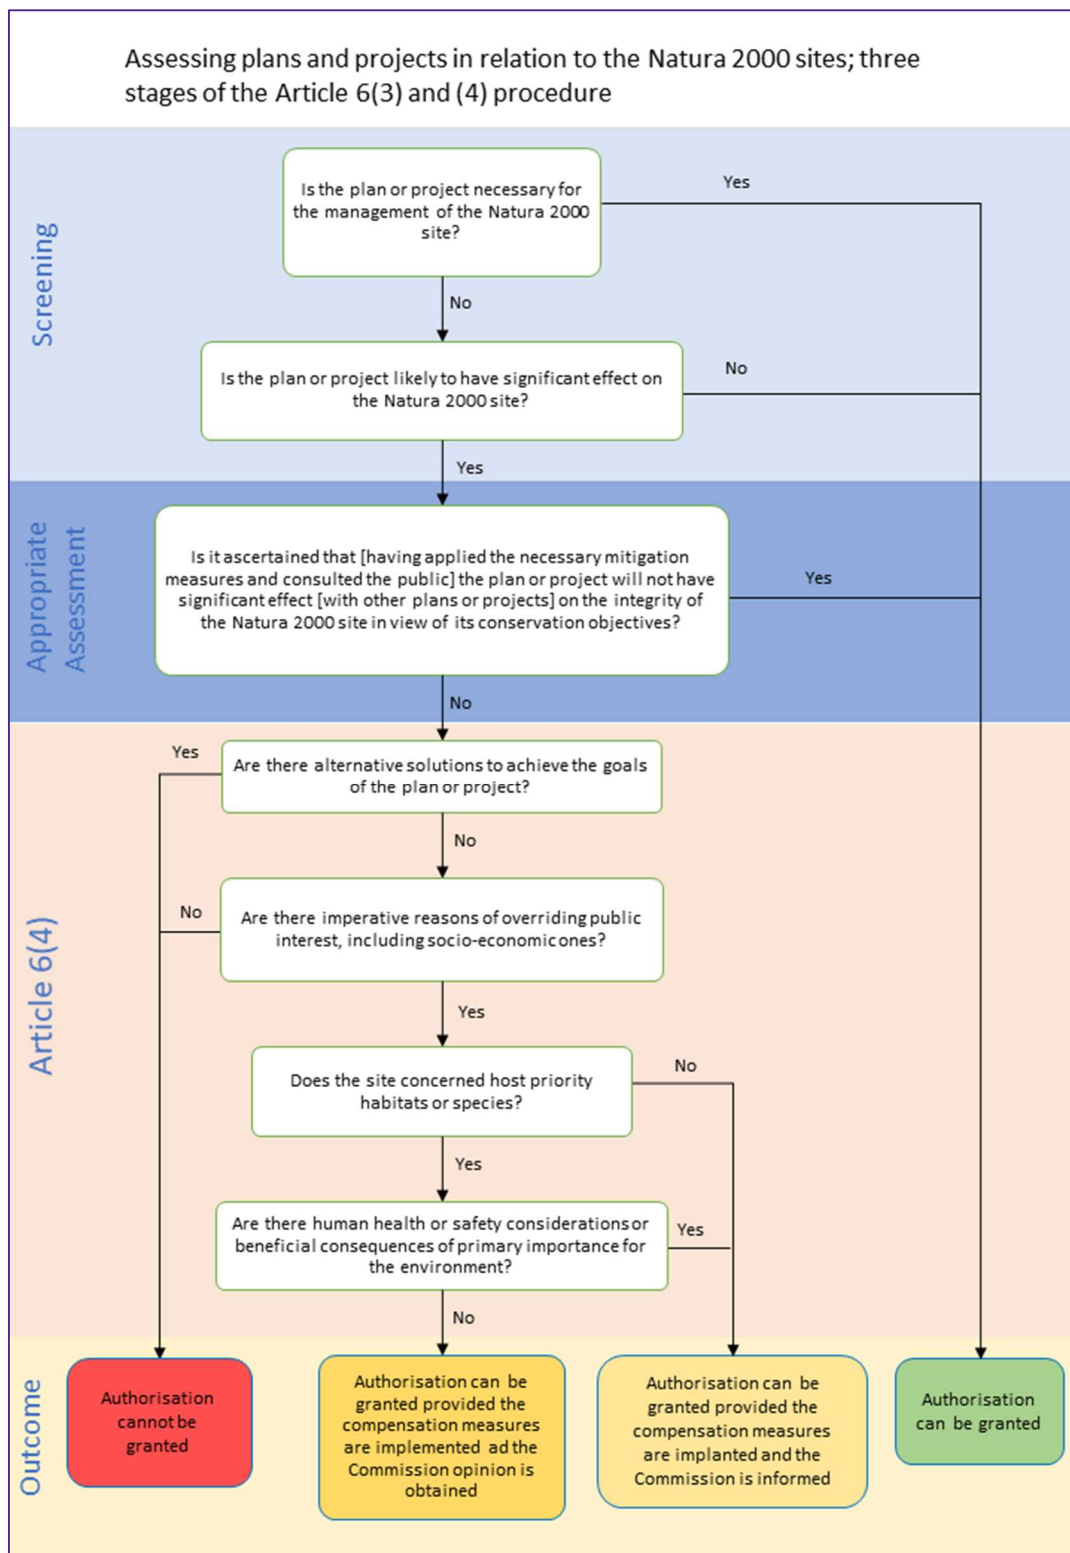 Assessing plans and projects in relation to the Natura 2000 sites; three
stages of the Article 6(3) and (4) procedure
Screening
Is the plan or project necessary for
the management of the Natura 2000
site?
Yes
No
Is the plan or project likely to have significant effect on
the Natura 2000 site?
No
Yes
Appropriate
Assessment
Is it ascertained that [having applied the necessary mitigation
measures and consulted the public] the plan or project will not have
significant effect [with other plans or projects] on the integrity of
the Natura 2000 site in view of its conservation objectives?
Yes
No
Article 6(4)
Are there alternative solutions to achieve the goals
of the plan or project?
Yes
No
Are there imperative reasons of overriding public
interest, including socio-economic ones?
No
Yes
Does the site concerned host priority
habitats or species?
No
Yes
Are there human health or safety considerations or
beneficial consequences of primary importance for
the environment?
Yes
No
Outcome
Authorisation
cannot be
granted
Authorisation can be
granted provided the
compensation measures
are implemented ad the
Commission opinion is
obtained
Authorisation can be
granted provided the
compensation measures
are implanted and the
Commission is informed
Authorisation
can be granted